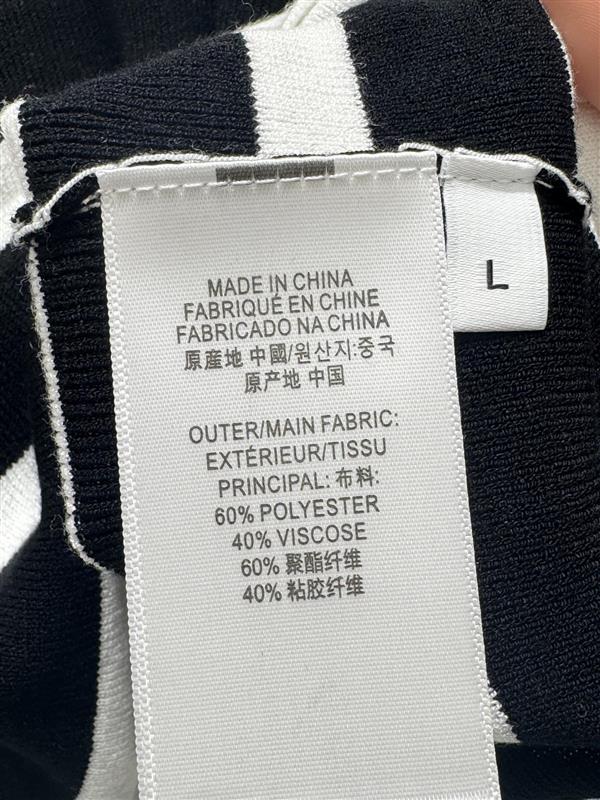 MADE IN CHINA
FABRIQUÉ EN CHINE
FABRICADO NA CHINA
原産地 中國/원산지:중국
原产地 中国
OUTER/MAIN FABRIC:
EXTÉRIEUR/TISSU
PRINCIPAL: 布料:
60% POLYESTER
40% VISCOSE
60% 聚酯纤维
40% 粘胶纤维
L